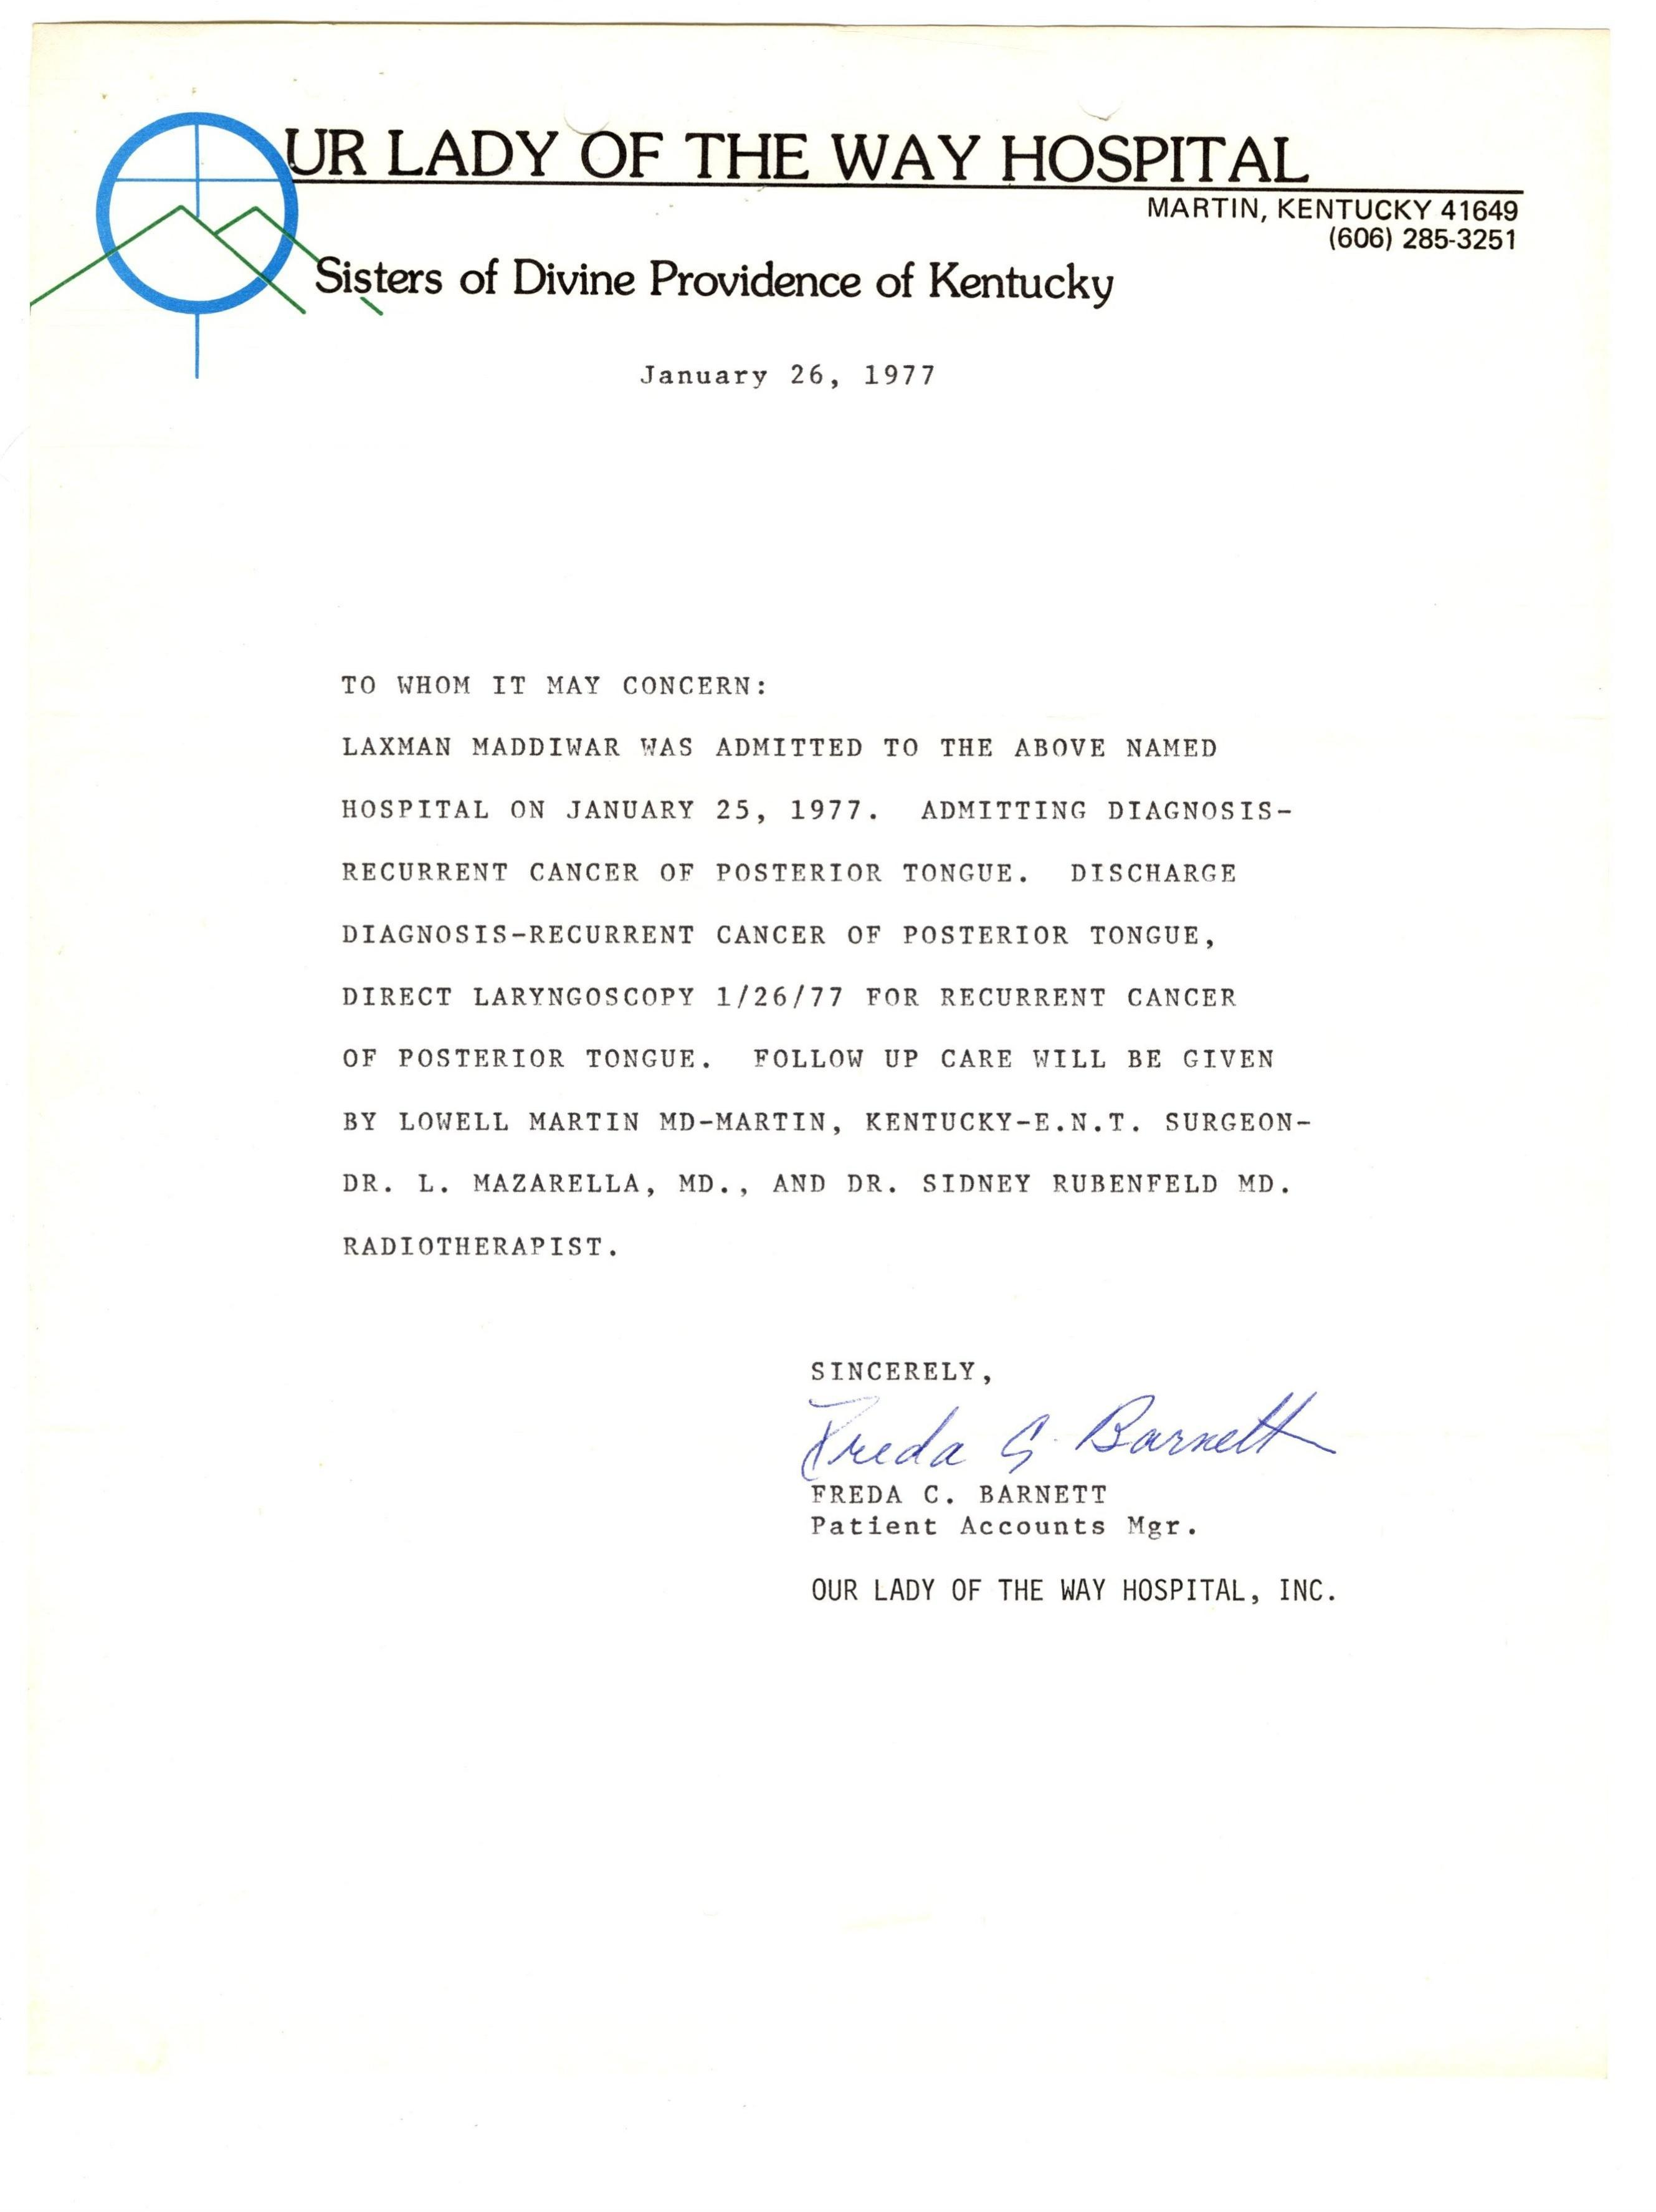 OUR LADY OF THE WAY HOSPITAL
MARTIN, KENTUCKY 41649
(606) 285-3251
Sisters of Divine Providence of Kentucky
January 26, 1977
TO WHOM IT MAY CONCERN:
LAXMAN MADDIWAR WAS ADMITTED TO THE ABOVE NAMED
HOSPITAL ON JANUARY 25, 1977. ADMITTING DIAGNOSIS-
RECURRENT CANCER OF POSTERIOR TONGUE. DISCHARGE
DIAGNOSIS-RECURRENT CANCER OF POSTERIOR TONGUE,
DIRECT LARYNGOSCOPY 1/26/77 FOR RECURRENT CANCER
OF POSTERIOR TONGUE. FOLLOW UP CARE WILL BE GIVEN
BY LOWELL MARTIN MD-MARTIN, KENTUCKY-E.N.T. SURGEON-
DR. L. MAZARELLA, MD., AND DR. SIDNEY RUBENFELD MD.
RADIOTHERAPIST.
SINCERELY,
Freda C. Barnett
FREDA C. BARNETT
Patient Accounts Mgr.
OUR LADY OF THE WAY HOSPITAL, INC.